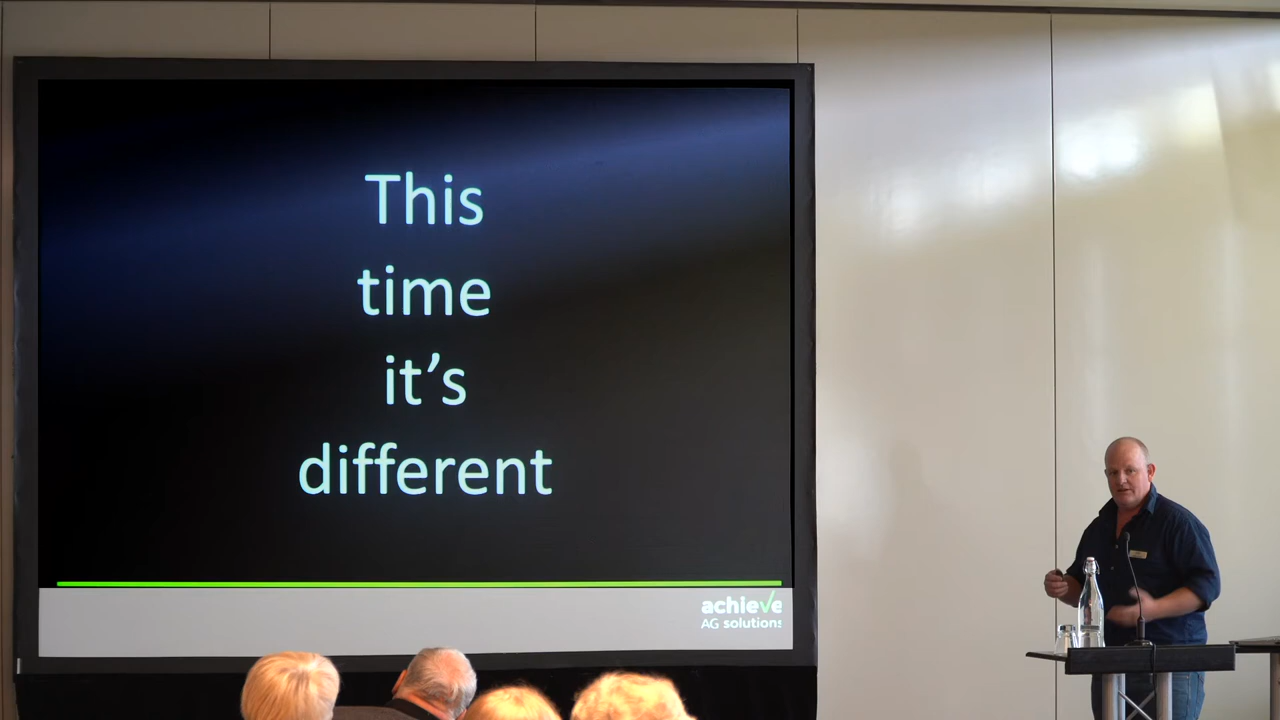 This
time
it's
different
achieve
AG solutions